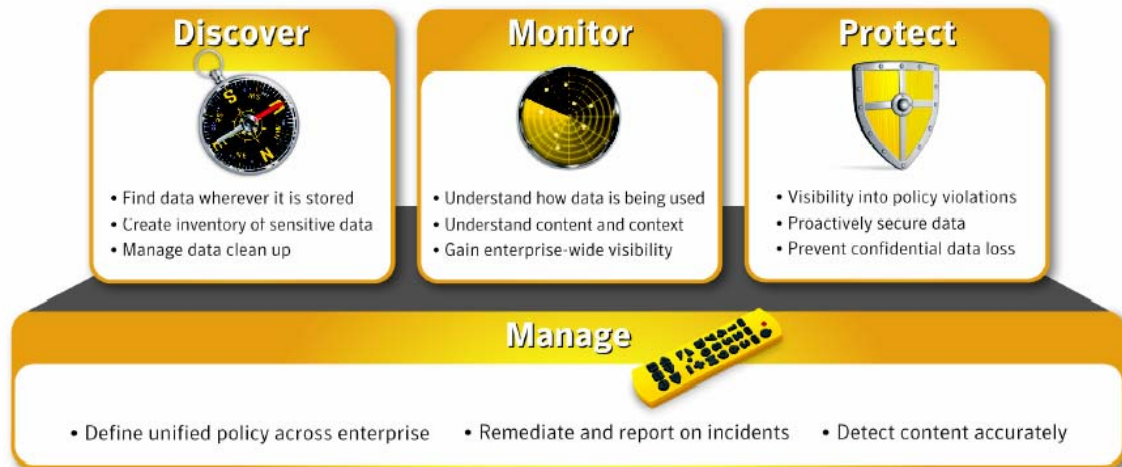 Discover
• Find data wherever it is stored
• Create inventory of sensitive data
• Manage data clean up
Monitor
• Understand how data is being used
• Understand content and context
• Gain enterprise-wide visibility
Protect
• Visibility into policy violations
• Proactively secure data
• Prevent confidential data loss
Manage
• Define unified policy across enterprise • Remediate and report on incidents • Detect content accurately